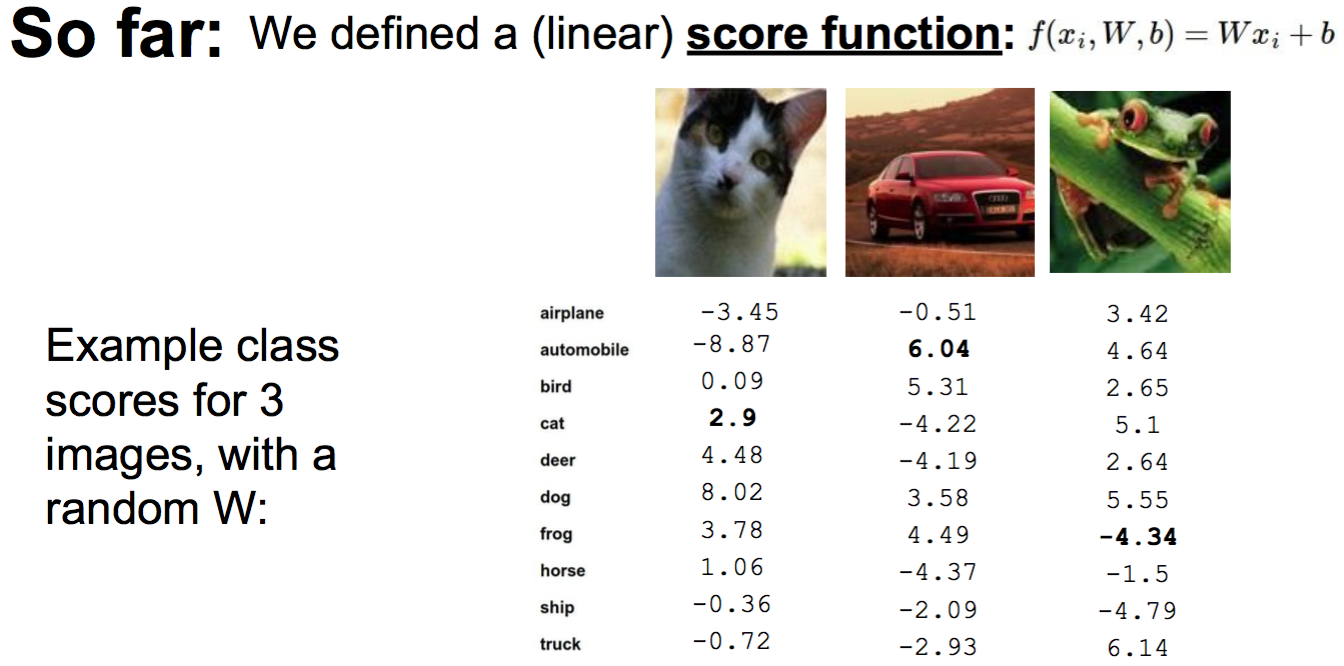 So far: We defined a (linear) score function: f(x_i, W, b) = Wx_i + b
Example class
scores for 3
images, with a
random W:
airplane -3.45 -0.51 3.42
automobile -8.87 6.04 4.64
bird 0.09 5.31 2.65
cat 2.9 -4.22 5.1
deer 4.48 -4.19 2.64
dog 8.02 3.58 5.55
frog 3.78 4.49 -4.34
horse 1.06 -4.37 -1.5
ship -0.36 -2.09 -4.79
truck -0.72 -2.93 6.14